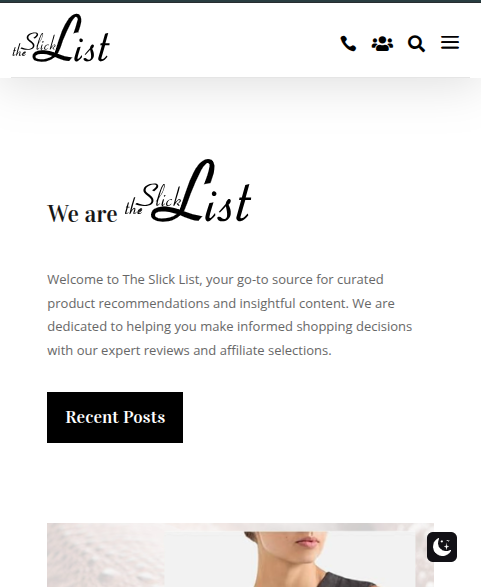 the Slick List
We are the Slick List
Welcome to The Slick List, your go-to source for curated
product recommendations and insightful content. We are
dedicated to helping you make informed shopping decisions
with our expert reviews and affiliate selections.
Recent Posts